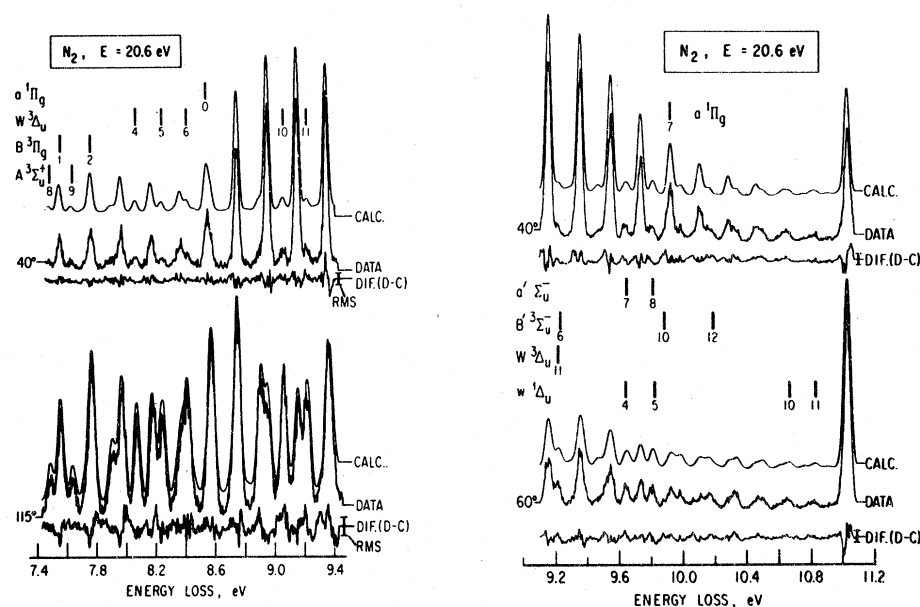 N₂, E = 20.6 eV
a ¹Πg
0
W ³Δu
4 5 6 10 11
B ³Πg
1 2
A ³Σu⁺
8 9
CALC.
40°
DATA
DIF.(D-C)
RMS
CALC..
DATA
115°
DIF.(D-C)
RMS
7.4 7.8 8.2 8.6 9.0 9.4
ENERGY LOSS, eV
N₂, E = 20.6 eV
7
a ¹Πg
CALC.
40°
DATA
DIF.(D-C)
a′ Σu⁻
7 8
B′ ³Σu⁻
6 10 12
W ³Δu
11
w ¹Δu
4 5 10 11
CALC.
60°
DATA
DIF.(D-C)
9.2 9.6 10.0 10.4 10.8 11.2
ENERGY LOSS, eV